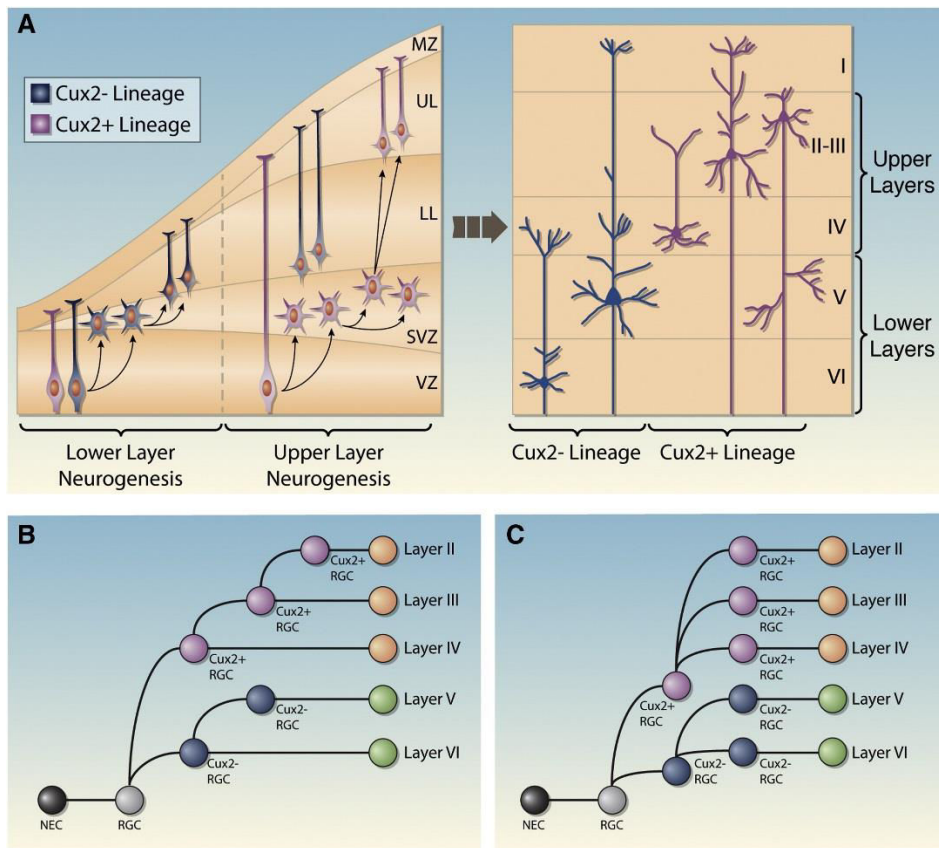 A
Cux2- Lineage
Cux2+ Lineage
MZ
UL
LL
SVZ
VZ
Lower Layer
Neurogenesis
Upper Layer
Neurogenesis
I
II-III
IV
V
VI
Upper
Layers
Lower
Layers
Cux2- Lineage
Cux2+ Lineage
B
NEC
RGC
Cux2+
RGC
Cux2+
RGC
Cux2+
RGC
Cux2-
RGC
Cux2-
RGC
Layer II
Layer III
Layer IV
Layer V
Layer VI
C
NEC
RGC
Cux2+
RGC
Cux2-
RGC
Cux2+
RGC
Cux2+
RGC
Cux2+
RGC
Cux2-
RGC
Cux2-
RGC
Layer II
Layer III
Layer IV
Layer V
Layer VI